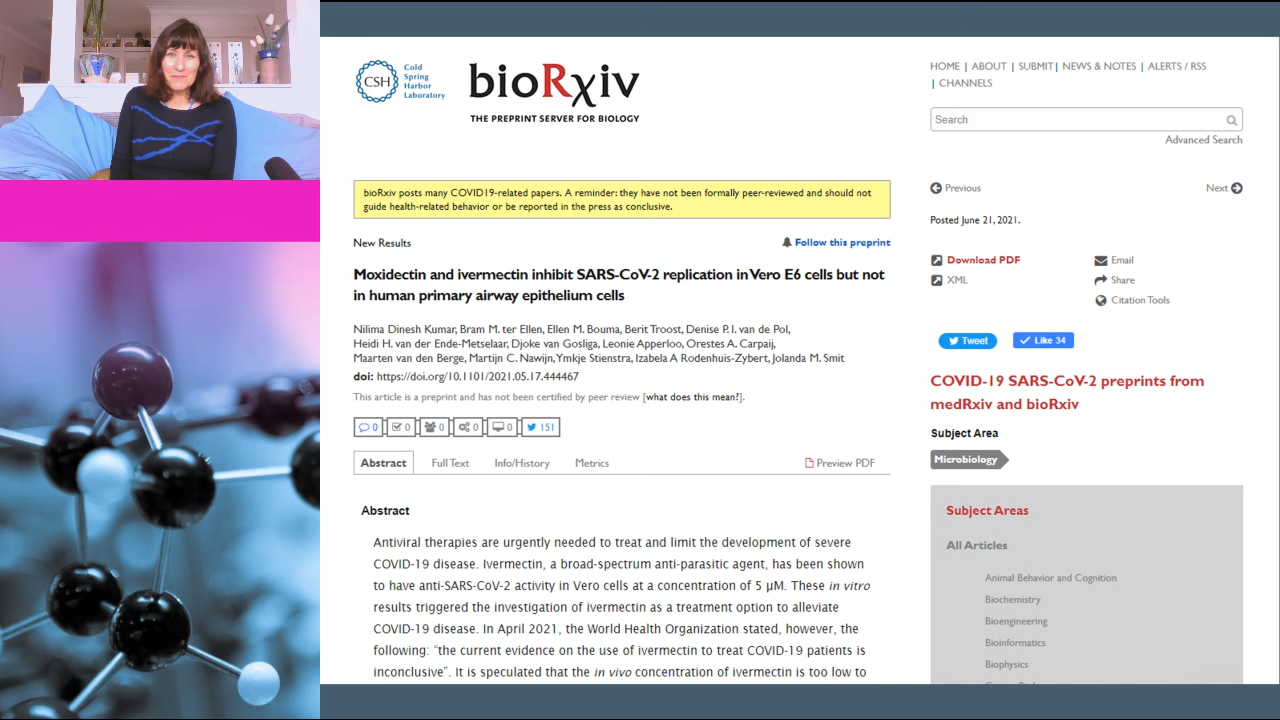 CSH
Cold
Spring
Harbor
Laboratory
bioRxiv
THE PREPRINT SERVER FOR BIOLOGY
HOME | ABOUT | SUBMIT | NEWS & NOTES | ALERTS / RSS
| CHANNELS
Search
Advanced Search
bioRxiv posts many COVID19-related papers. A reminder: they have not been formally peer-reviewed and should not
guide health-related behavior or be reported in the press as conclusive.
Previous
Next
Posted June 21, 2021.
New Results
Follow this preprint
Moxidectin and ivermectin inhibit SARS-CoV-2 replication in Vero E6 cells but not
in human primary airway epithelium cells
Nilima Dinesh Kumar, Bram M. ter Ellen, Ellen M. Bouma, Berit Troost, Denise P. I. van de Pol,
Heidi H. van der Ende-Metselaar, Djoke van Gosliga, Leonie Apperloo, Orestes A. Carpaij,
Maarten van den Berge, Martijn C. Nawijn, Ymkje Stienstra, Izabela A Rodenhuis-Zybert, Jolanda M. Smit
doi: https://doi.org/10.1101/2021.05.17.444467
This article is a preprint and has not been certified by peer review [what does this mean?].
0 0 0 0 0 151
Abstract
Full Text
Info/History
Metrics
Preview PDF
Abstract
Antiviral therapies are urgently needed to treat and limit the development of severe
COVID-19 disease. Ivermectin, a broad-spectrum anti-parasitic agent, has been shown
to have anti-SARS-CoV-2 activity in Vero cells at a concentration of 5 µM. These in vitro
results triggered the investigation of ivermectin as a treatment option to alleviate
COVID-19 disease. In April 2021, the World Health Organization stated, however, the
following: “the current evidence on the use of ivermectin to treat COVID-19 patients is
inconclusive”. It is speculated that the in vivo concentration of ivermectin is too low to
Download PDF
XML
Email
Share
Citation Tools
Tweet
Like 34
COVID-19 SARS-CoV-2 preprints from
medRxiv and bioRxiv
Subject Area
Microbiology
Subject Areas
All Articles
Animal Behavior and Cognition
Biochemistry
Bioengineering
Bioinformatics
Biophysics